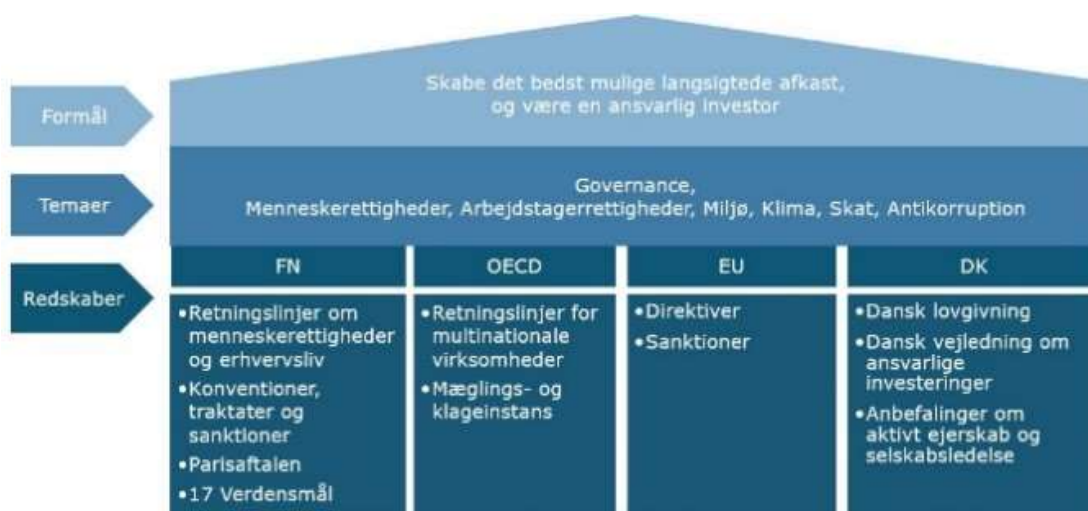 Formål
Skabe det bedst mulige langsigtede afkast,
og være en ansvarlig investor
Temaer
Governance,
Menneskerettigheder, Arbejdstagerrettigheder, Miljø, Klima, Skat, Antikorruption
Redskaber
FN
•Retningslinjer om
menneskerettigheder
og erhvervsliv
•Konventioner,
traktater og
sanktioner
•Parisaftalen
•17 Verdensmål
OECD
•Retningslinjer for
multinationale
virksomheder
•Mæglings- og
klageinstans
EU
•Direktiver
•Sanktioner
DK
•Dansk lovgivning
•Dansk vejledning om
ansvarlige
investeringer
•Anbefalinger om
aktivt ejerskab og
selskabsledelse